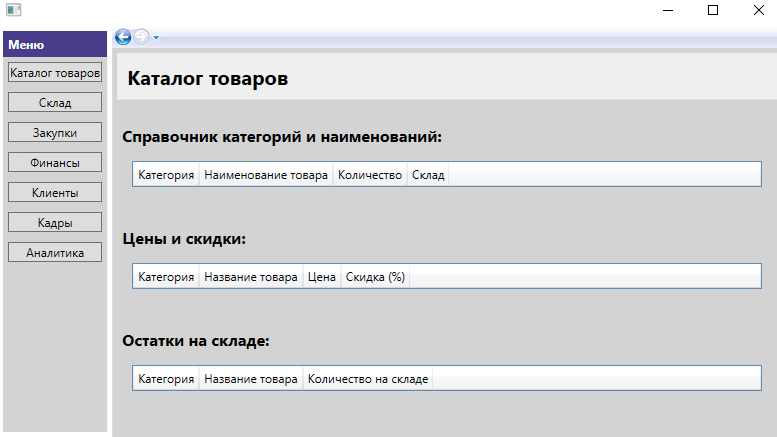 Меню
Каталог товаров
Склад
Закупки
Финансы
Клиенты
Кадры
Аналитика
Каталог товаров
Справочник категорий и наименований:
Категория Наименование товара Количество Склад
Цены и скидки:
Категория Название товара Цена Скидка (%)
Остатки на складе:
Категория Название товара Количество на складе